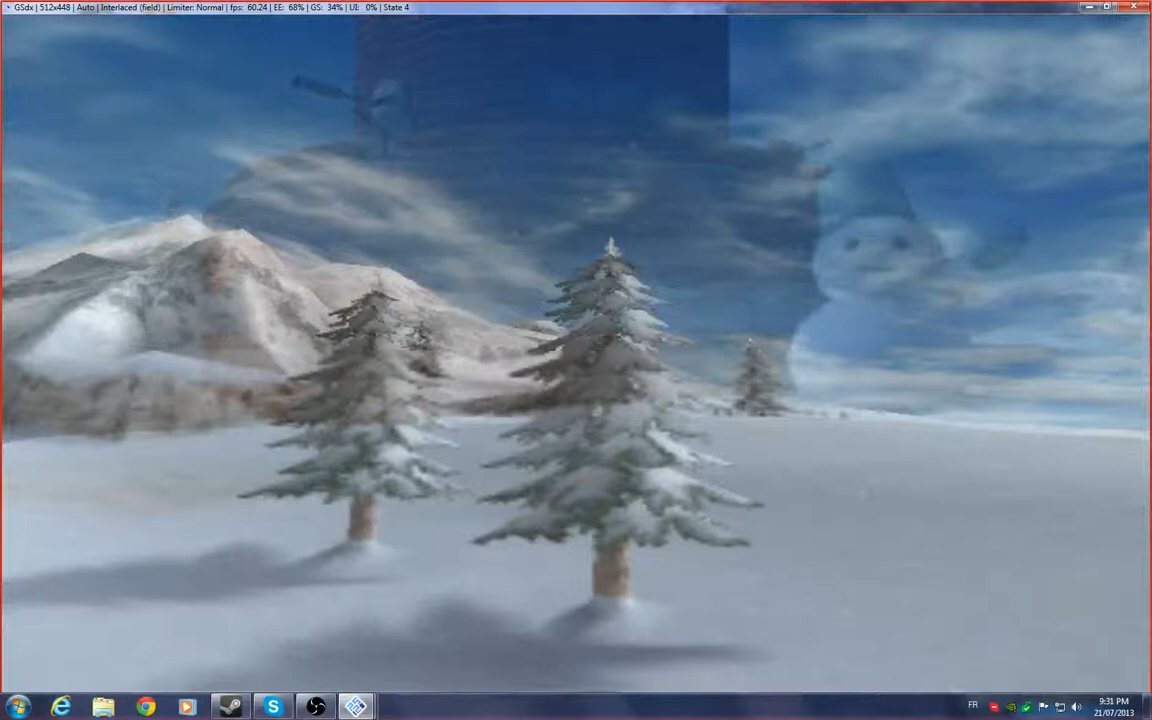 GSdx | 512x448 | Auto | Interlaced (field) | Limiter: Normal | fps: 60.24 | EE: 68% | GS: 34% | UI: 0% | State 4
FR
9:31 PM
21/07/2013